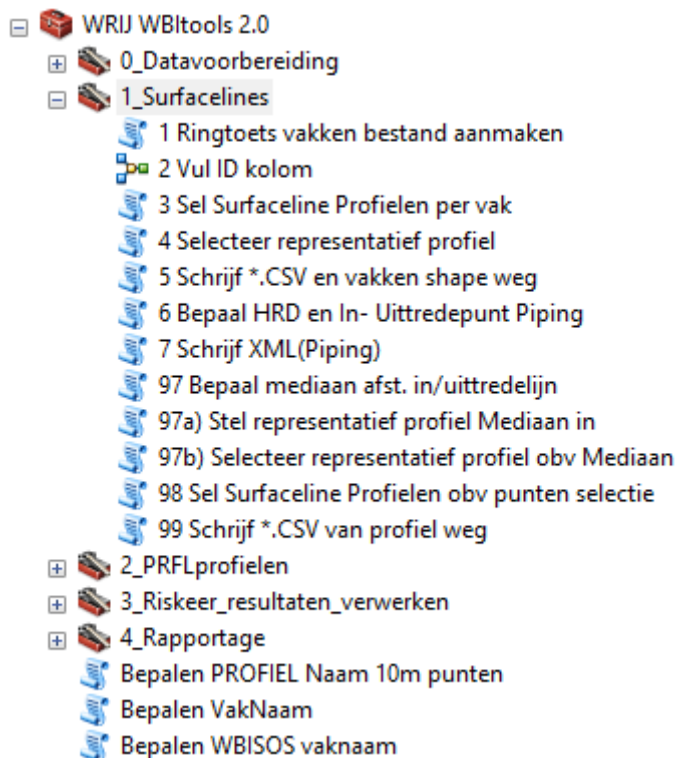 WRIJ WBItools 2.0
0_Datavoorbereiding
1_Surfacelines
1 Ringtoets vakken bestand aanmaken
2 Vul ID kolom
3 Sel Surfaceline Profielen per vak
4 Selecteer representatief profiel
5 Schrijf *.CSV en vakken shape weg
6 Bepaal HRD en In- Uittredepunt Piping
7 Schrijf XML(Piping)
97 Bepaal mediaan afst. in/uittredelijn
97a) Stel representatief profiel Mediaan in
97b) Selecteer representatief profiel obv Mediaan
98 Sel Surfaceline Profielen obv punten selectie
99 Schrijf *.CSV van profiel weg
2_PRFLprofielen
3_Riskeer_resultaten_verwerken
4_Rapportage
Bepalen PROFIEL Naam 10m punten
Bepalen VakNaam
Bepalen WBISOS vaknaam